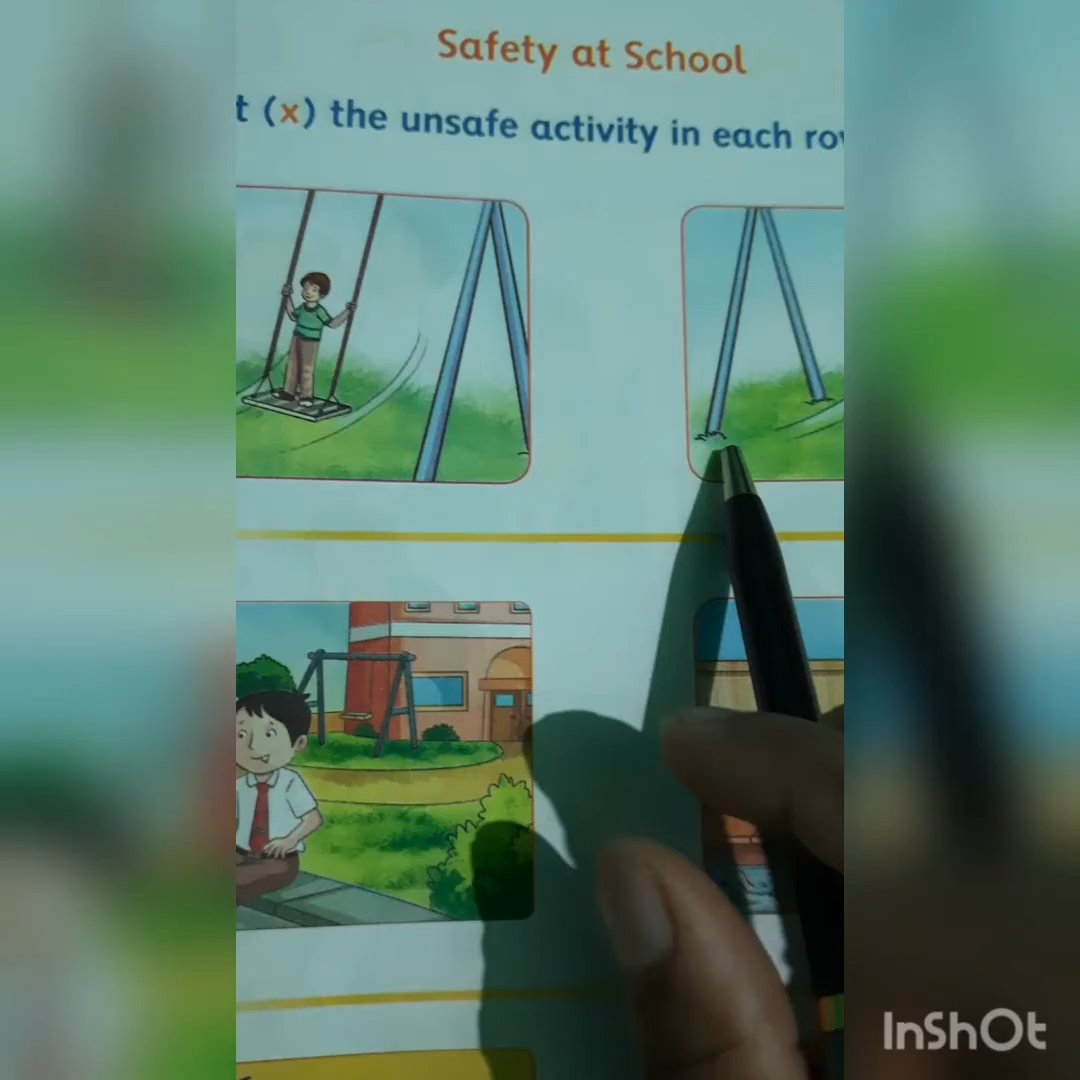 Safety at School
t (x) the unsafe activity in each ro
InShOt